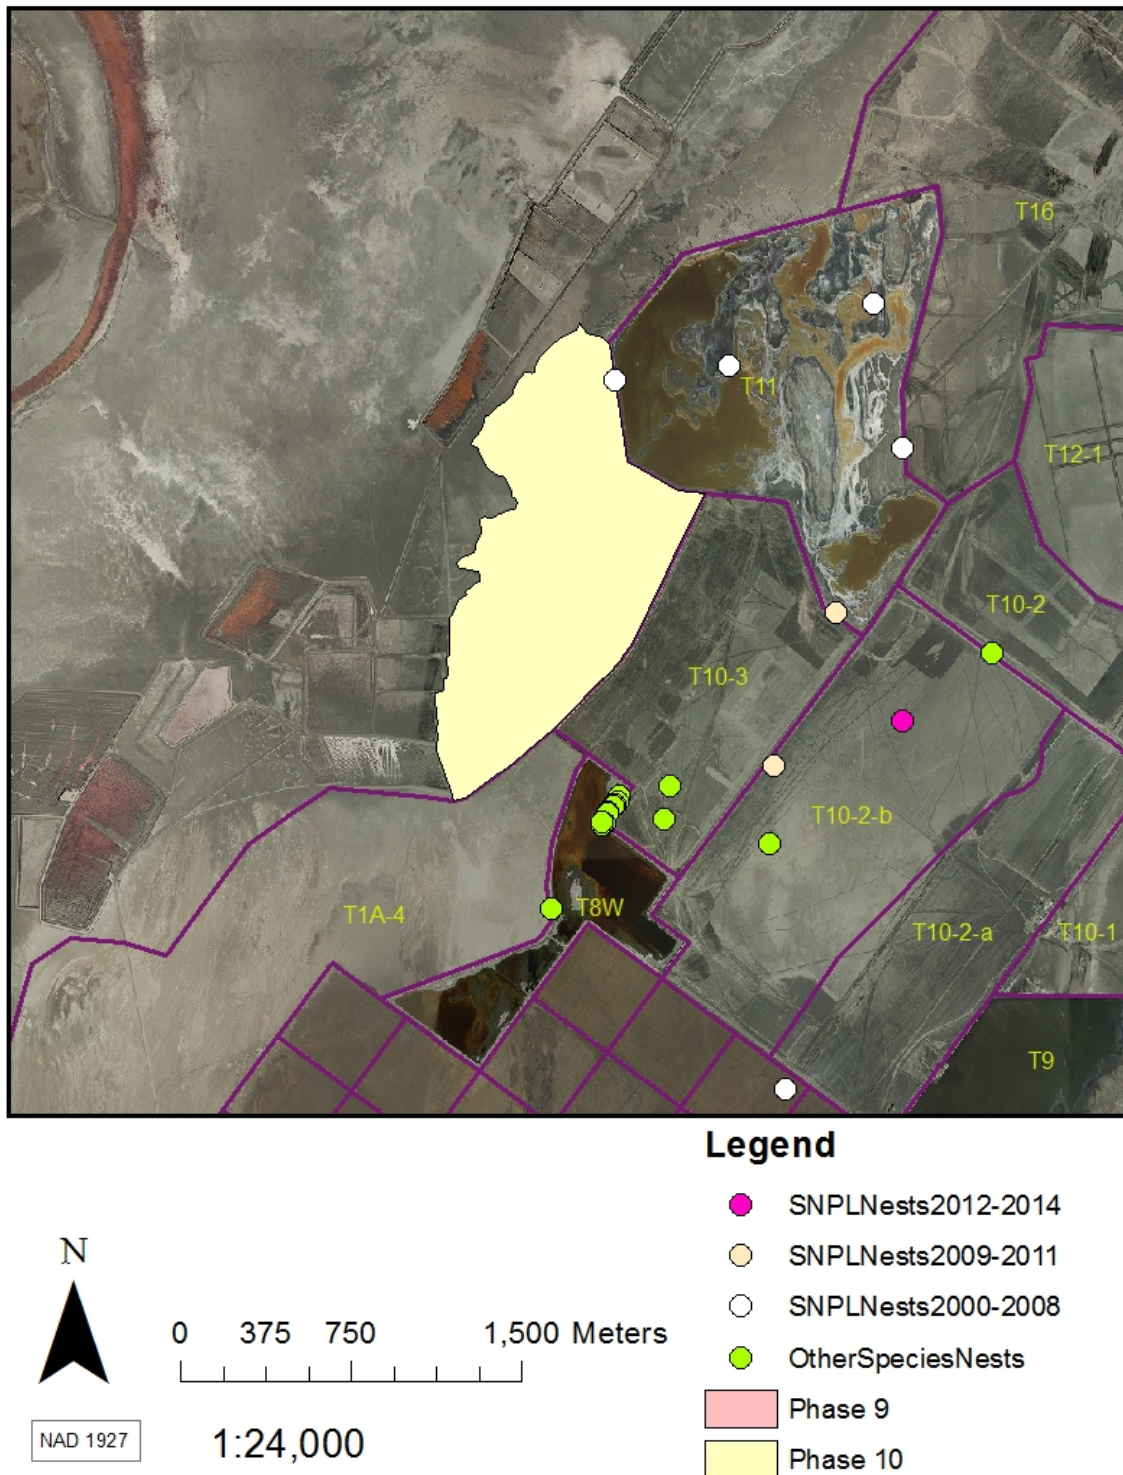 T16
T11
T12-1
T10-2
T10-3
T10-2-b
T1A-4
T8W
T10-2-a
T10-1
T9
Legend
SNPLNests2012-2014
SNPLNests2009-2011
SNPLNests2000-2008
OtherSpeciesNests
Phase 9
Phase 10
N
0 375 750 1,500 Meters
NAD 1927
1:24,000